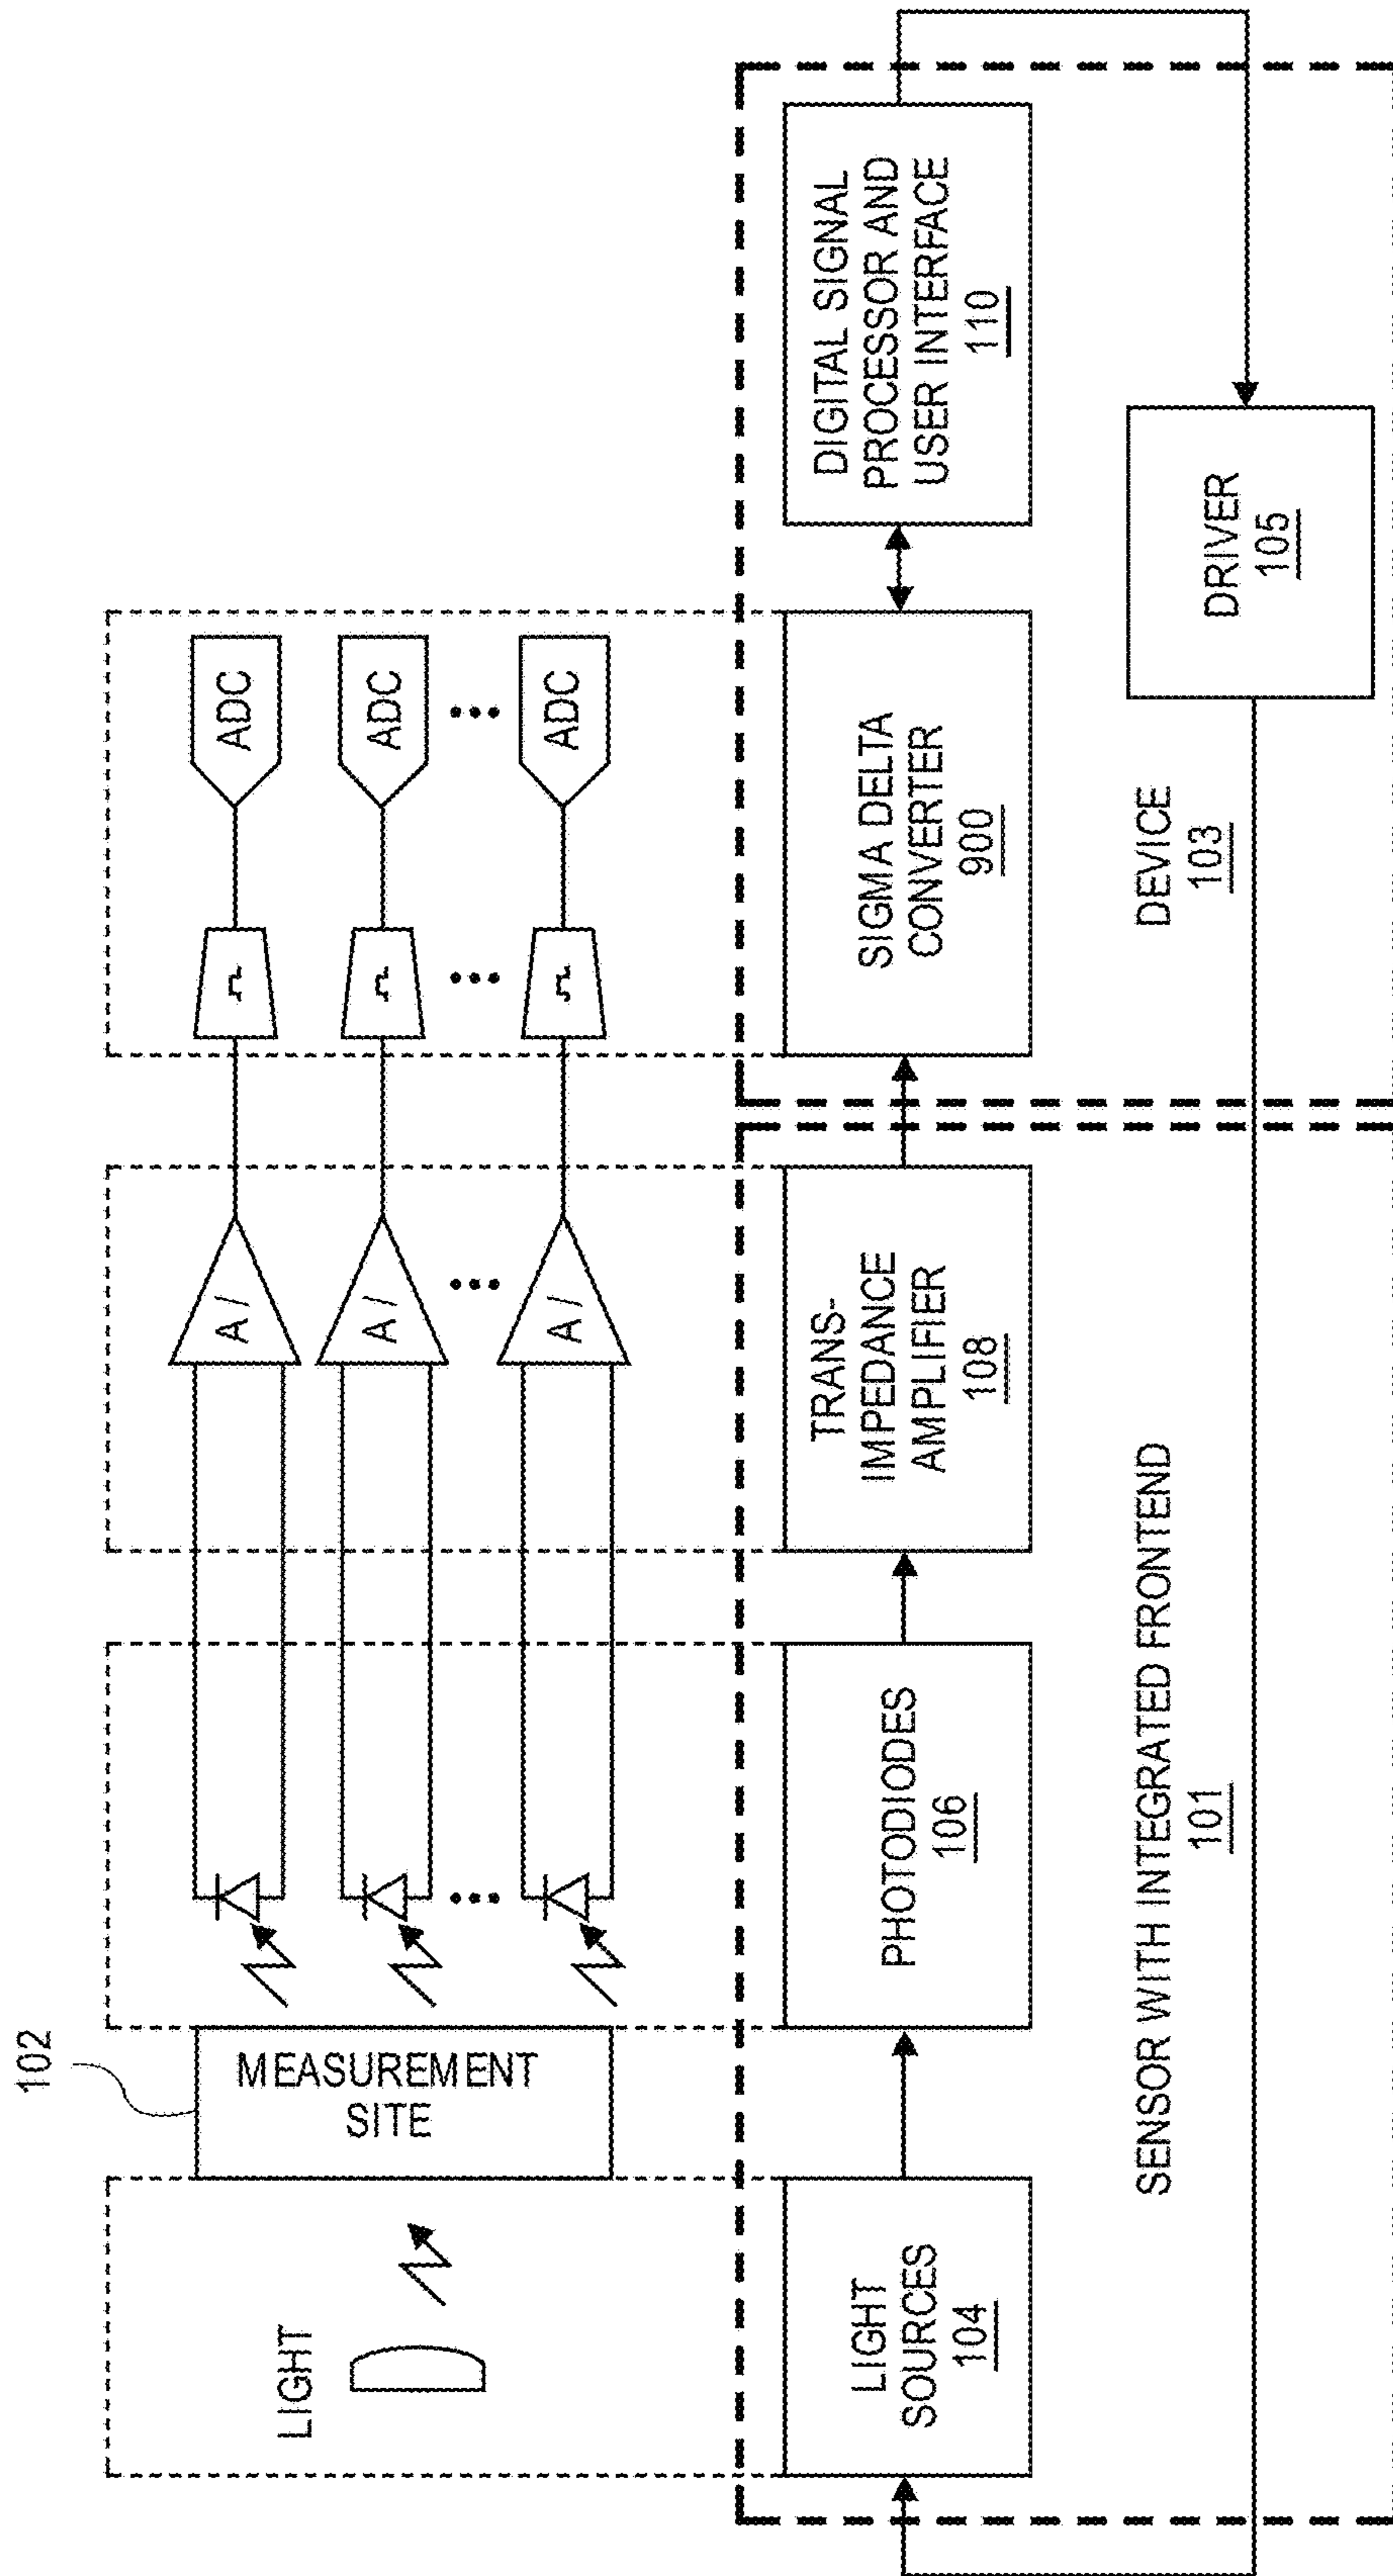 102
LIGHT
MEASUREMENT
SITE
A /
A /
A /
ADC
ADC
ADC
LIGHT
SOURCES
104
PHOTODIODES
106
TRANS-
IMPEDANCE
AMPLIFIER
108
SIGMA DELTA
CONVERTER
900
DIGITAL SIGNAL
PROCESSOR AND
USER INTERFACE
110
SENSOR WITH INTEGRATED FRONTEND
101
DEVICE
103
DRIVER
105